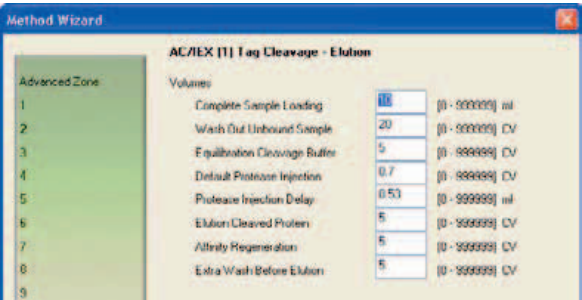 Method Wizard
AC/IEX (1) Tag Cleavage - Elution
Advanced Zone
Volumes
1 Complete Sample Loading 10 (0 - 999999) ml
2 Wash Out Unbound Sample 20 (0 - 999999) CV
3 Equilibration Cleavage Buffer 5 (0 - 999999) CV
4 Default Protease Injection 0.7 (0 - 999999) CV
5 Protease Injection Delay 0.53 (0 - 999999) ml
6 Elution Cleaved Protein 5 (0 - 999999) CV
7 Affinity Regeneration 5 (0 - 999999) CV
8 Extra Wash Before Elution 5 (0 - 999999) CV
9